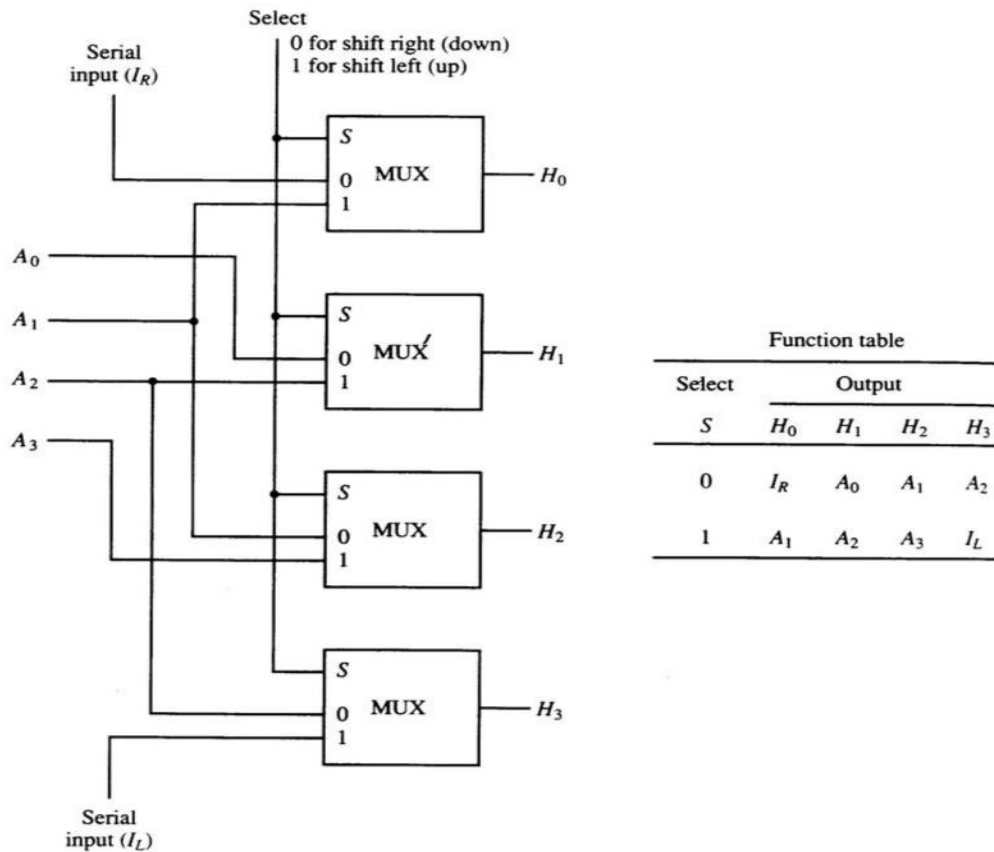 Select
0 for shift right (down)
1 for shift left (up)
Serial
input (I_R)
S
MUX
0
1
H_0
A_0
S
MUX
0
1
H_1
A_1
A_2
A_3
S
MUX
0
1
H_2
S
MUX
0
1
H_3
Serial
input (I_L)
Function table
Select Output
S H_0 H_1 H_2 H_3
0 I_R A_0 A_1 A_2
1 A_1 A_2 A_3 I_L